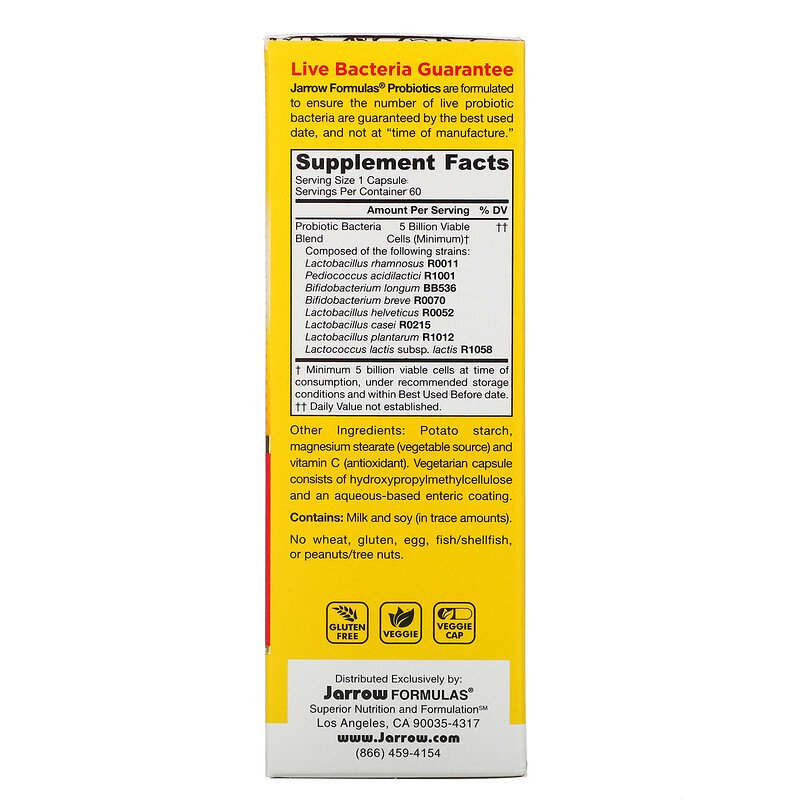 Live Bacteria Guarantee
Jarrow Formulas® Probiotics are formulated
to ensure the number of live probiotic
bacteria are guaranteed by the best used
date, and not at “time of manufacture.”
Supplement Facts
Serving Size 1 Capsule
Servings Per Container 60
Amount Per Serving % DV
Probiotic Bacteria 5 Billion Viable ††
Blend Cells (Minimum)†
Composed of the following strains:
Lactobacillus rhamnosus R0011
Pediococcus acidilactici R1001
Bifidobacterium longum BB536
Bifidobacterium breve R0070
Lactobacillus helveticus R0052
Lactobacillus casei R0215
Lactobacillus plantarum R1012
Lactococcus lactis subsp. lactis R1058
† Minimum 5 billion viable cells at time of
consumption, under recommended storage
conditions and within Best Used Before date.
†† Daily Value not established.
Other Ingredients: Potato starch,
magnesium stearate (vegetable source) and
vitamin C (antioxidant). Vegetarian capsule
consists of hydroxypropylmethylcellulose
and an aqueous-based enteric coating.
Contains: Milk and soy (in trace amounts).
No wheat, gluten, egg, fish/shellfish,
or peanuts/tree nuts.
GLUTEN FREE
VEGGIE
VEGGIE CAP
Distributed Exclusively by:
Jarrow FORMULAS®
Superior Nutrition and Formulation℠
Los Angeles, CA 90035-4317
www.Jarrow.com
(866) 459-4154